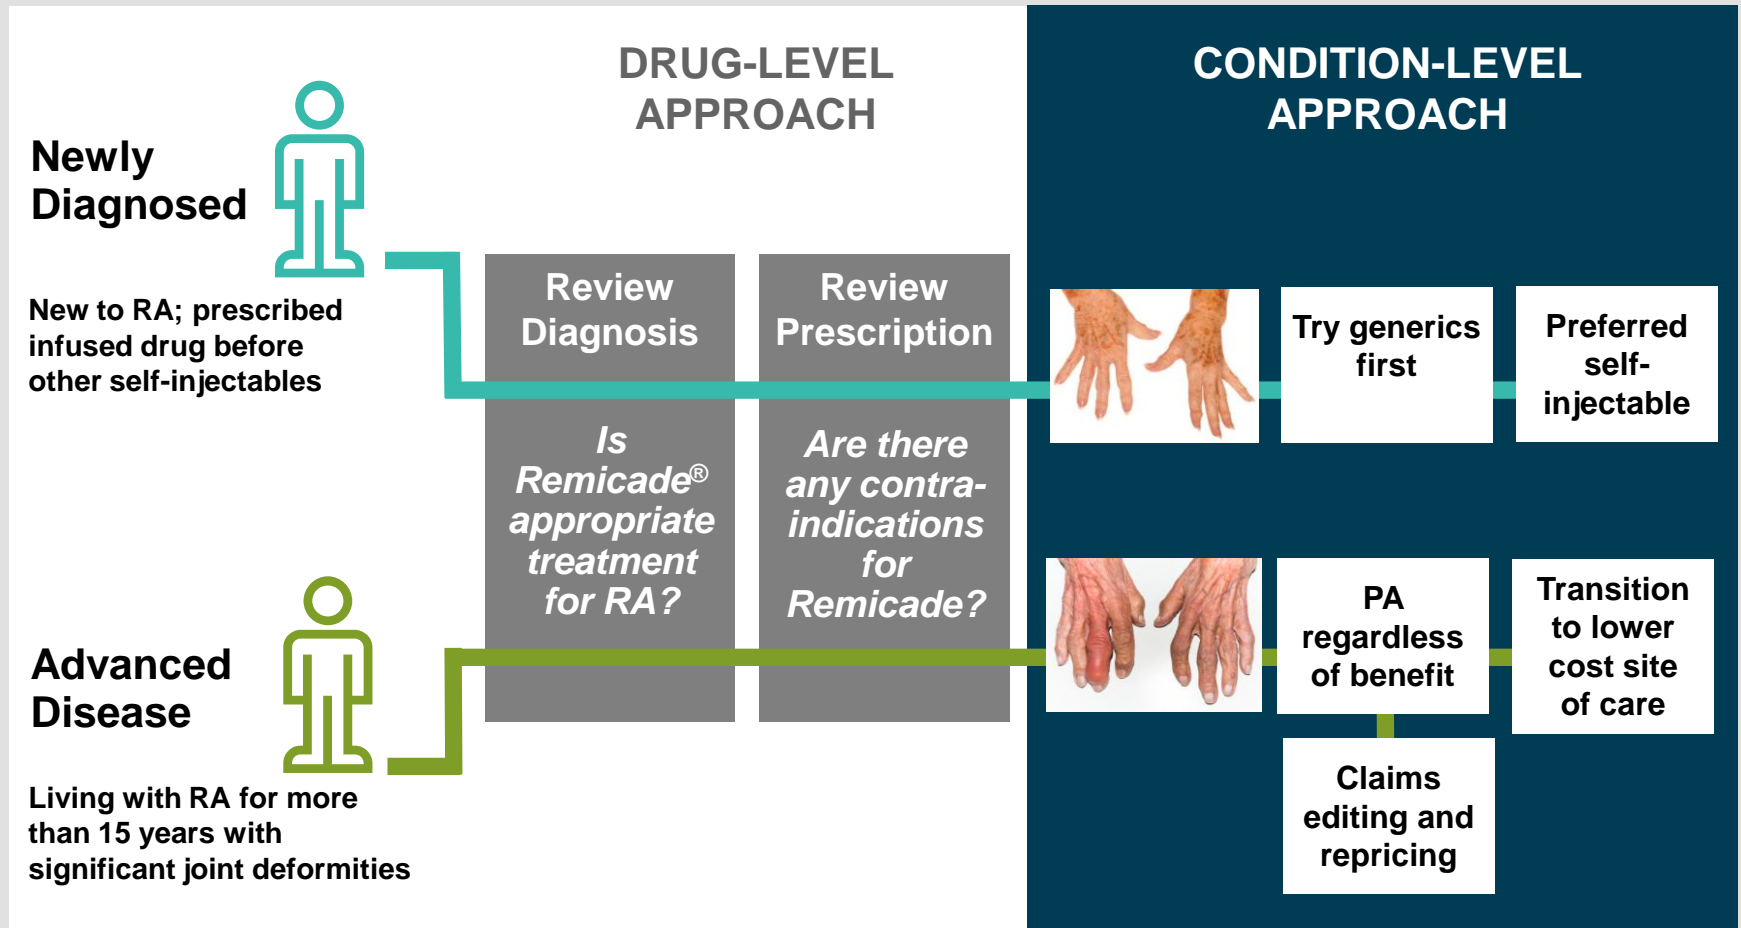 DRUG-LEVEL
APPROACH
CONDITION-LEVEL
APPROACH
Newly
Diagnosed
New to RA; prescribed
infused drug before
other self-injectables
Review
Diagnosis
Is
Remicade®
appropriate
treatment
for RA?
Review
Prescription
Are there
any contra-
indications
for
Remicade?
Try generics
first
Preferred
self-
injectable
Advanced
Disease
Living with RA for more
than 15 years with
significant joint deformities
PA
regardless
of benefit
Transition
to lower
cost site
of care
Claims
editing and
repricing